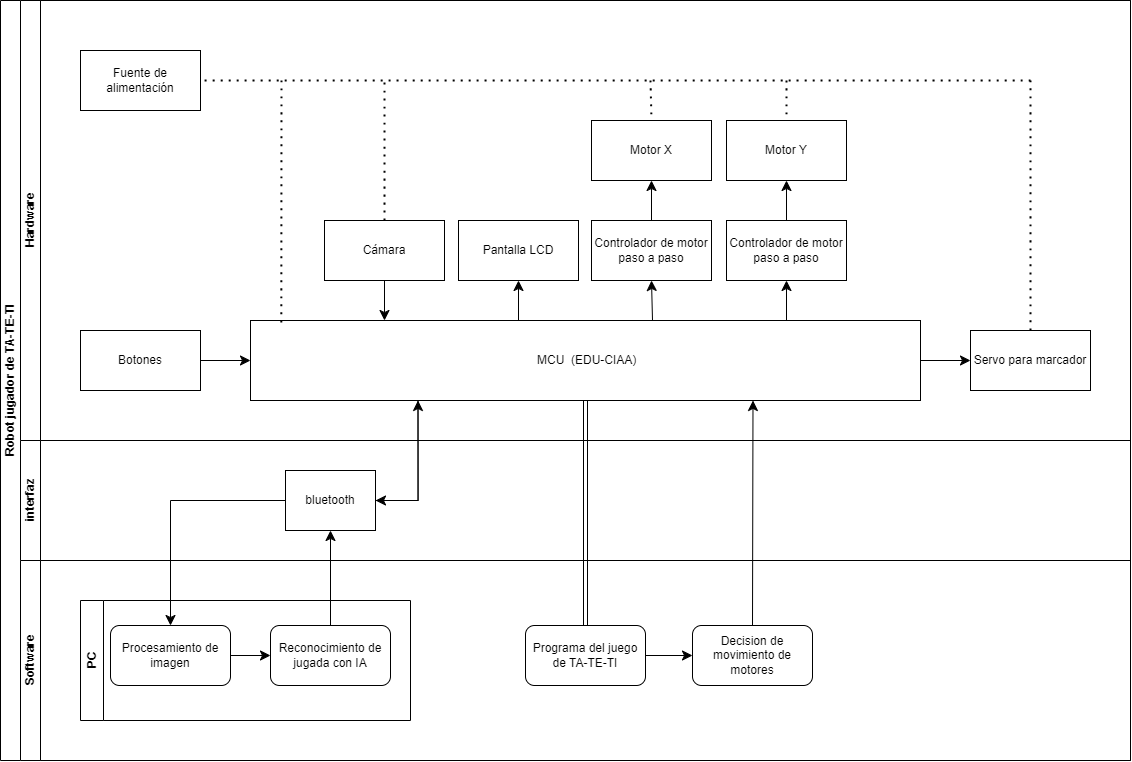 Robot jugador de TA-TE-TI
Hardware
Fuente de
alimentación
Motor X
Motor Y
Cámara
Pantalla LCD
Controlador de motor
paso a paso
Controlador de motor
paso a paso
Botones
MCU (EDU-CIAA)
Servo para marcador
interfaz
bluetooth
Software
PC
Procesamiento de
imagen
Reconocimiento de
jugada con IA
Programa del juego
de TA-TE-TI
Decision de
movimiento de
motores